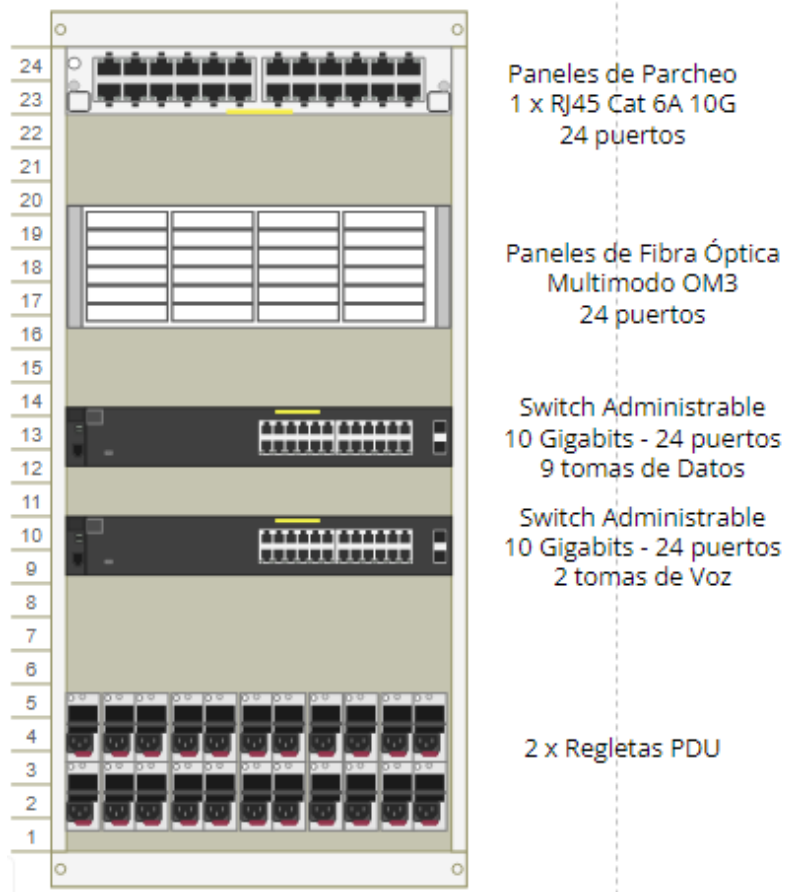 24
23
22
21
20
19
18
17
16
15
14
13
12
11
10
9
8
7
6
5
4
3
2
1
Paneles de Parcheo
1 x RJ45 Cat 6A 10G
24 puertos
Paneles de Fibra Óptica
Multimodo OM3
24 puertos
Switch Administrable
10 Gigabits - 24 puertos
9 tomas de Datos
Switch Administrable
10 Gigabits - 24 puertos
2 tomas de Voz
2 x Regletas PDU